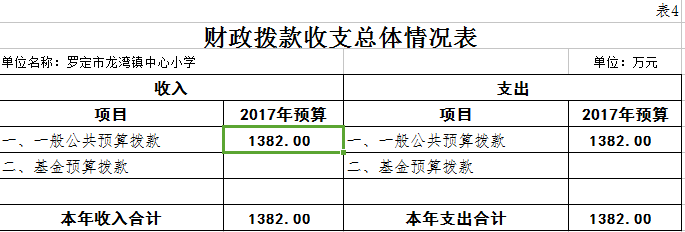 表4
财政拨款收支总体情况表
单位名称：罗定市龙湾镇中心小学 单位：万元
收入 支出
项目 2017年预算 项目 2017年预算
一、一般公共预算拨款 1382.00 一、一般公共预算拨款 1382.00
二、基金预算拨款 二、基金预算拨款
本年收入合计 1382.00 本年支出合计 1382.00